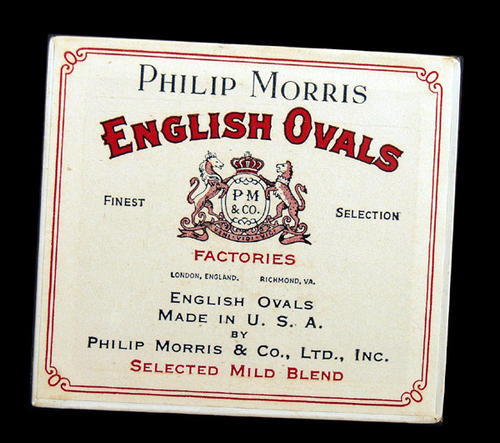 PHILIP MORRIS
ENGLISH OVALS
P M
& CO.
FINEST
SELECTION
FACTORIES
LONDON, ENGLAND. RICHMOND, VA.
ENGLISH OVALS
MADE IN U. S. A.
BY
PHILIP MORRIS & CO., LTD., INC.
SELECTED MILD BLEND